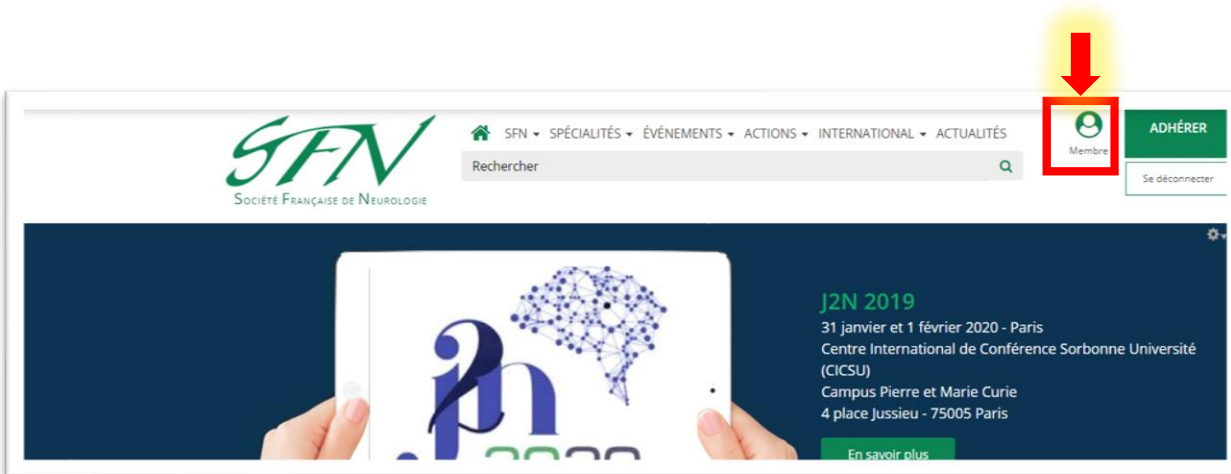 SFN
SOCIÉTÉ FRANÇAISE DE NEUROLOGIE
SFN SPÉCIALITÉS ÉVÉNEMENTS ACTIONS INTERNATIONAL ACTUALITÉS
Rechercher
Membre
ADHÉRER
Se déconnecter
j2n
2020
J2N 2019
31 janvier et 1 février 2020 - Paris
Centre International de Conférence Sorbonne Université
(CICSU)
Campus Pierre et Marie Curie
4 place Jussieu - 75005 Paris
En savoir plus